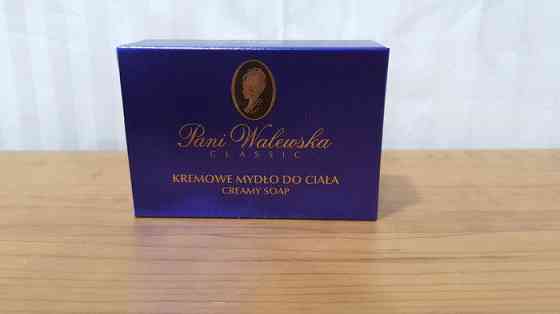 Pani Walewska
CLASSIC
KREMOWE MYDŁO DO CIAŁA
CREAMY SOAP